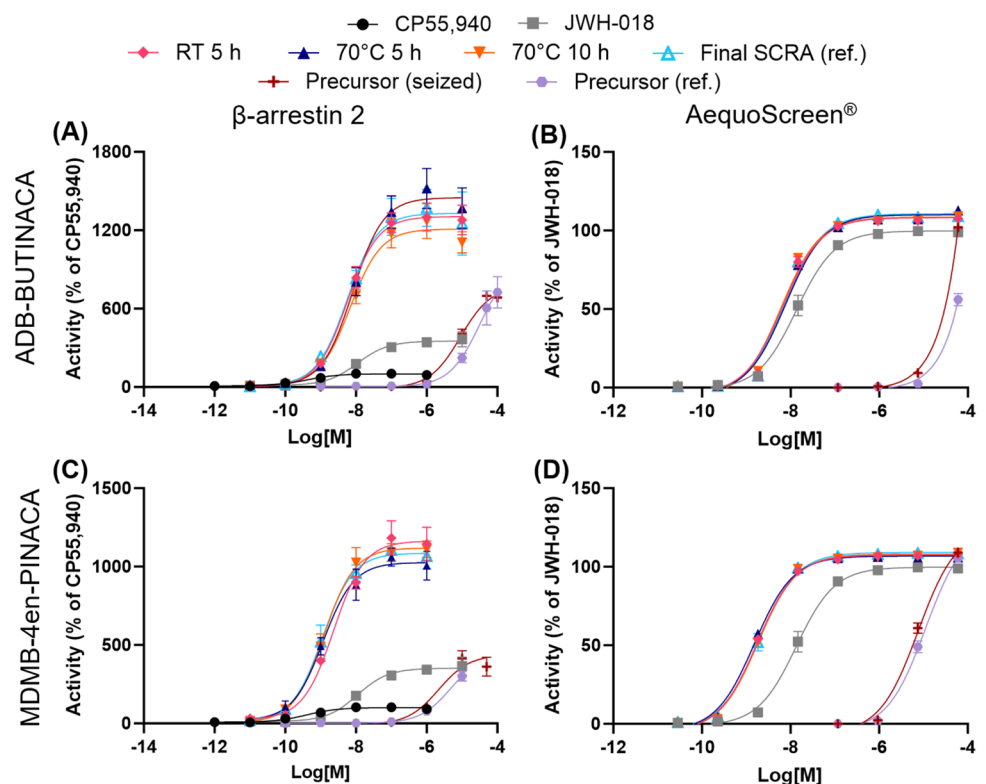 CP55,940 JWH-018
RT 5 h 70°C 5 h 70°C 10 h Final SCRA (ref.)
Precursor (seized) Precursor (ref.)
β-arrestin 2 AequoScreen®
ADB-BUTINACA
(A)
Activity (% of CP55,940)
1800
1200
600
0
-14 -12 -10 -8 -6 -4
Log[M]
(B)
Activity (% of JWH-018)
150
100
50
0
-12 -10 -8 -6 -4
Log[M]
MDMB-4en-PINACA
(C)
Activity (% of CP55,940)
1500
1000
500
0
-14 -12 -10 -8 -6 -4
Log[M]
(D)
Activity (% of JWH-018)
150
100
50
0
-12 -10 -8 -6 -4
Log[M]